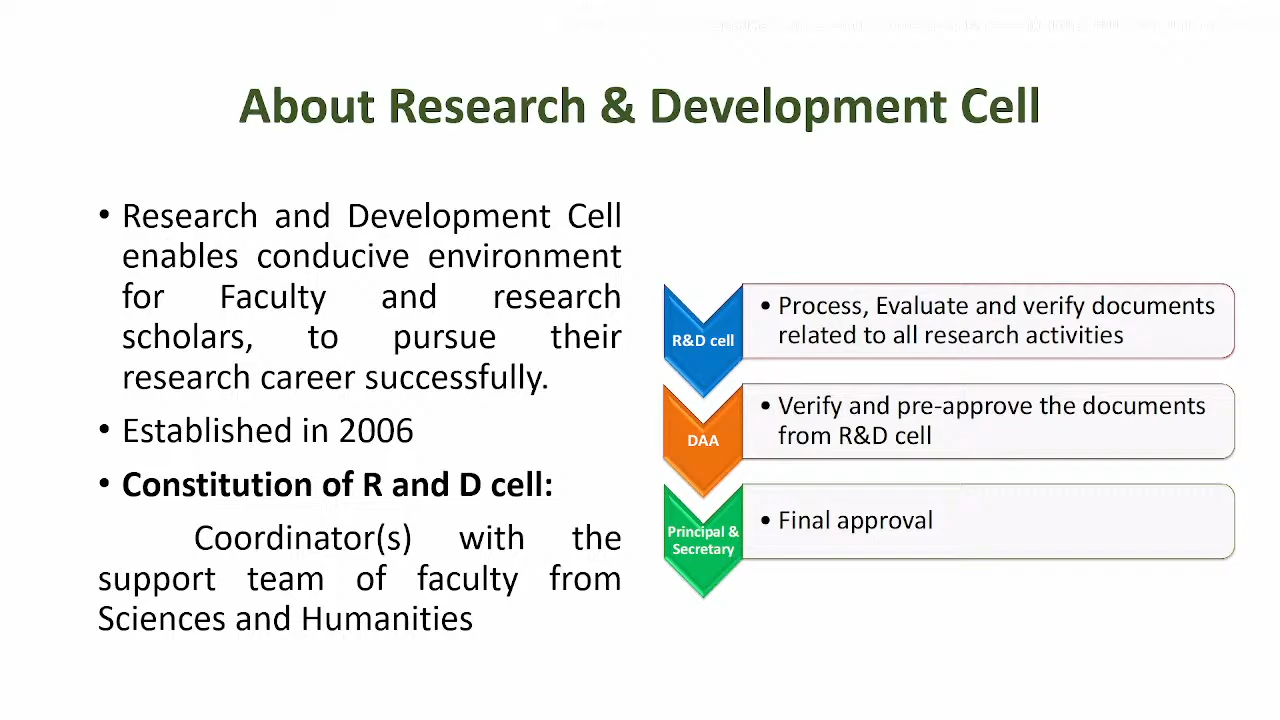 About Research & Development Cell
• Research and Development Cell
enables conducive environment
for Faculty and research
scholars, to pursue their
research career successfully.
• Established in 2006
• Constitution of R and D cell:
Coordinator(s) with the
support team of faculty from
Sciences and Humanities
R&D cell
• Process, Evaluate and verify documents
related to all research activities
DAA
• Verify and pre-approve the documents
from R&D cell
Principal &
Secretary
• Final approval